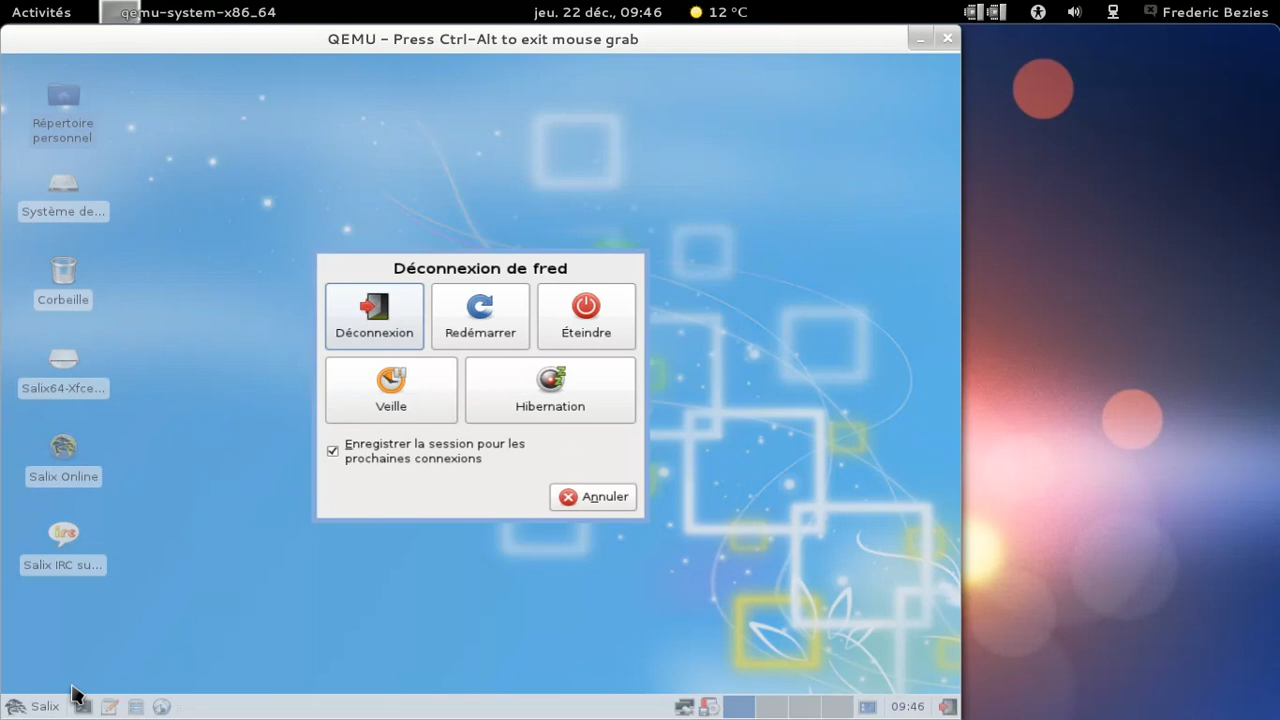 Activités
qemu-system-x86_64
jeu. 22 déc., 09:46
12 °C
Frederic Bezies
QEMU - Press Ctrl-Alt to exit mouse grab
Répertoire
personnel
Système de...
Corbeille
Salix64-Xfce...
Salix Online
irc
Salix IRC su...
Déconnexion de fred
Déconnexion
Redémarrer
Éteindre
Veille
Hibernation
Enregistrer la session pour les
prochaines connexions
Annuler
Salix
09:46